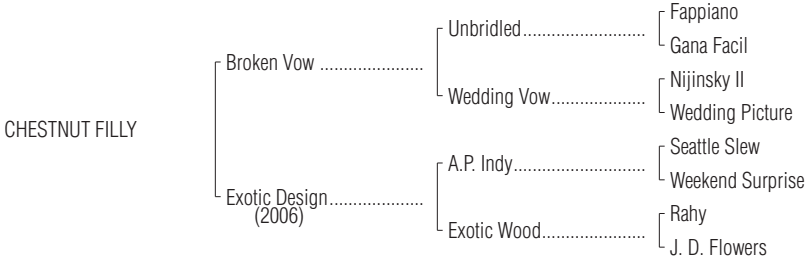 Fappiano
Unbridled..........................
Gana Facil
Broken Vow ......................
Nijinsky II
Wedding Vow....................
Wedding Picture
CHESTNUT FILLY
Seattle Slew
A.P. Indy............................
Weekend Surprise
Exotic Design....................
(2006)
Rahy
Exotic Wood......................
J. D. Flowers